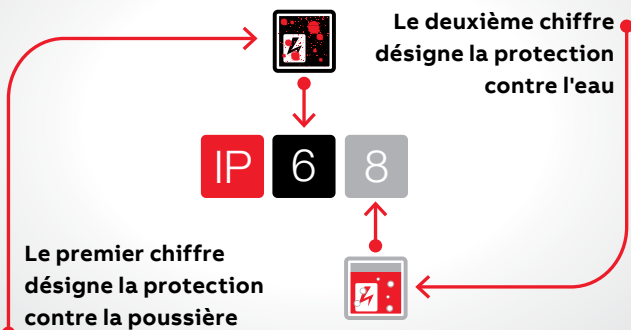 Le deuxième chiffre
désigne la protection
contre l'eau
IP 6 8
Le premier chiffre
désigne la protection
contre la poussière